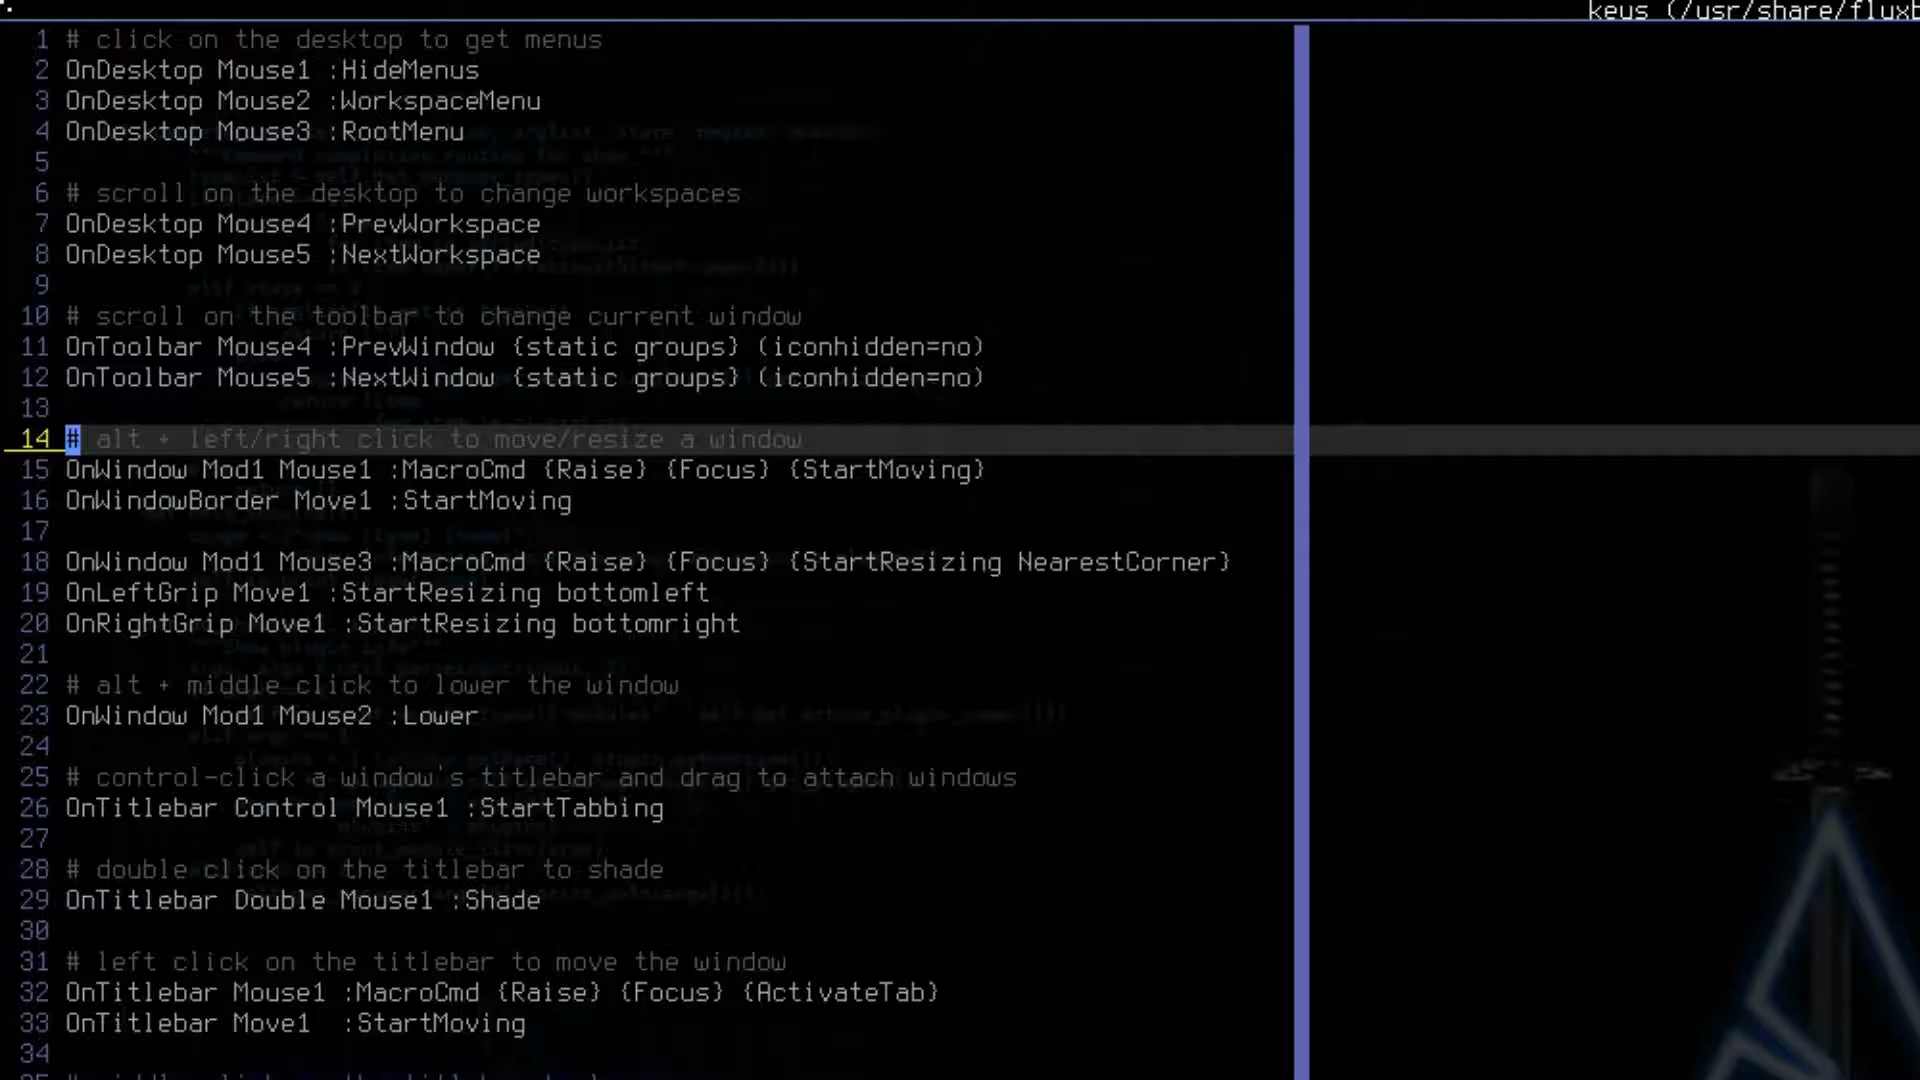 keys (/usr/share/fluxb
1 # click on the desktop to get menus
2 OnDesktop Mouse1 :HideMenus
3 OnDesktop Mouse2 :WorkspaceMenu
4 OnDesktop Mouse3 :RootMenu
5
6 # scroll on the desktop to change workspaces
7 OnDesktop Mouse4 :PrevWorkspace
8 OnDesktop Mouse5 :NextWorkspace
9
10 # scroll on the toolbar to change current window
11 OnToolbar Mouse4 :PrevWindow {static groups} (iconhidden=no)
12 OnToolbar Mouse5 :NextWindow {static groups} (iconhidden=no)
13
14 # alt + left/right click to move/resize a window
15 OnWindow Mod1 Mouse1 :MacroCmd {Raise} {Focus} {StartMoving}
16 OnWindowBorder Move1 :StartMoving
17
18 OnWindow Mod1 Mouse3 :MacroCmd {Raise} {Focus} {StartResizing NearestCorner}
19 OnLeftGrip Move1 :StartResizing bottomleft
20 OnRightGrip Move1 :StartResizing bottomright
21
22 # alt + middle click to lower the window
23 OnWindow Mod1 Mouse2 :Lower
24
25 # control-click a window's titlebar and drag to attach windows
26 OnTitlebar Control Mouse1 :StartTabbing
27
28 # double click on the titlebar to shade
29 OnTitlebar Double Mouse1 :Shade
30
31 # left click on the titlebar to move the window
32 OnTitlebar Mouse1 :MacroCmd {Raise} {Focus} {ActivateTab}
33 OnTitlebar Move1  :StartMoving
34